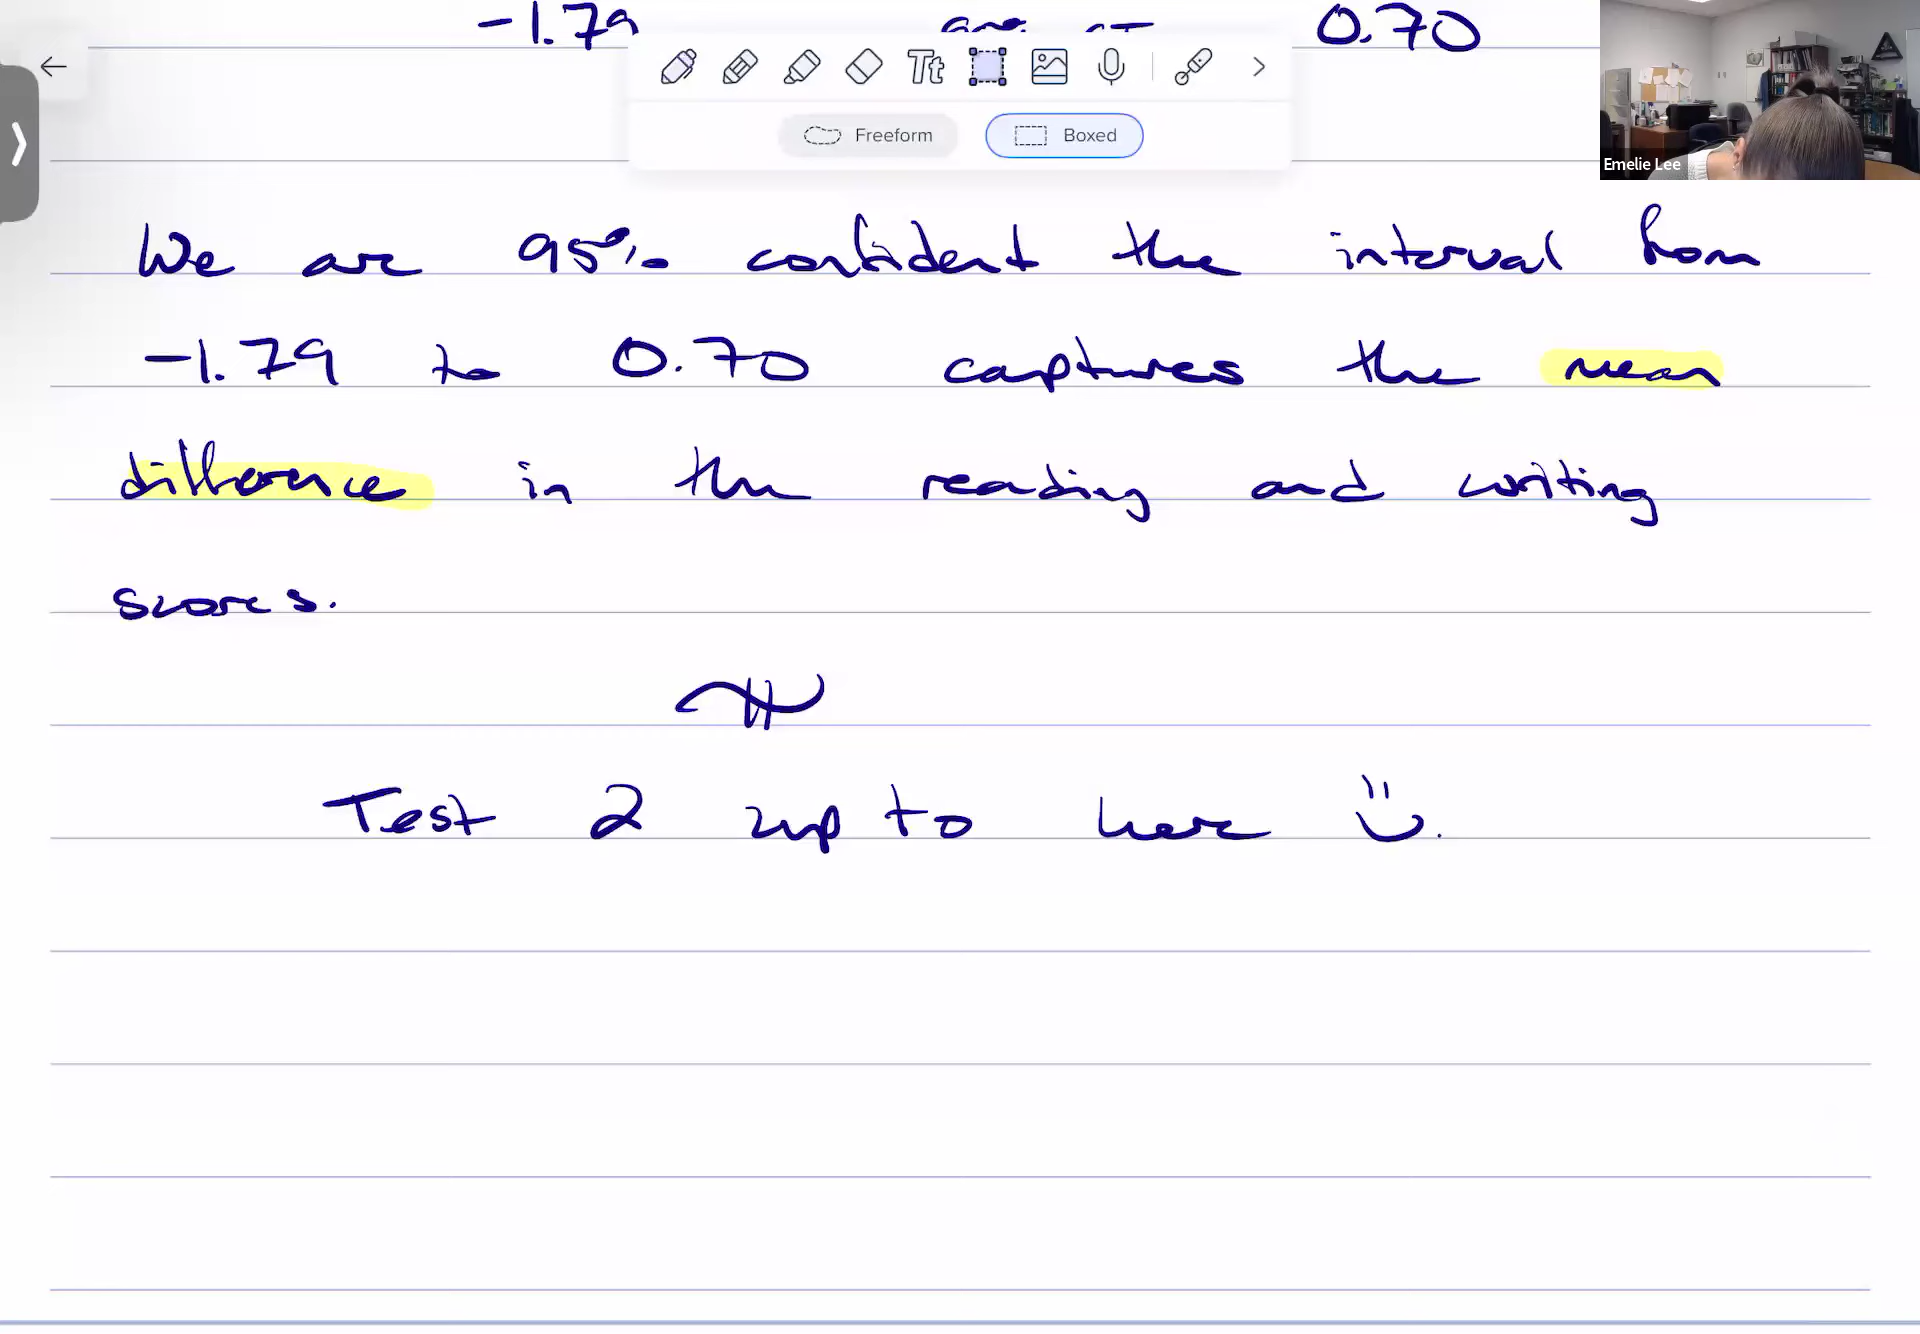 -1.79 0.70
Tt
Freeform Boxed
Emelie Lee
We are 95% confident the interval from
-1.79 to 0.70 captures the mean
difference in the reading and writing
scores.
Test 2 up to here